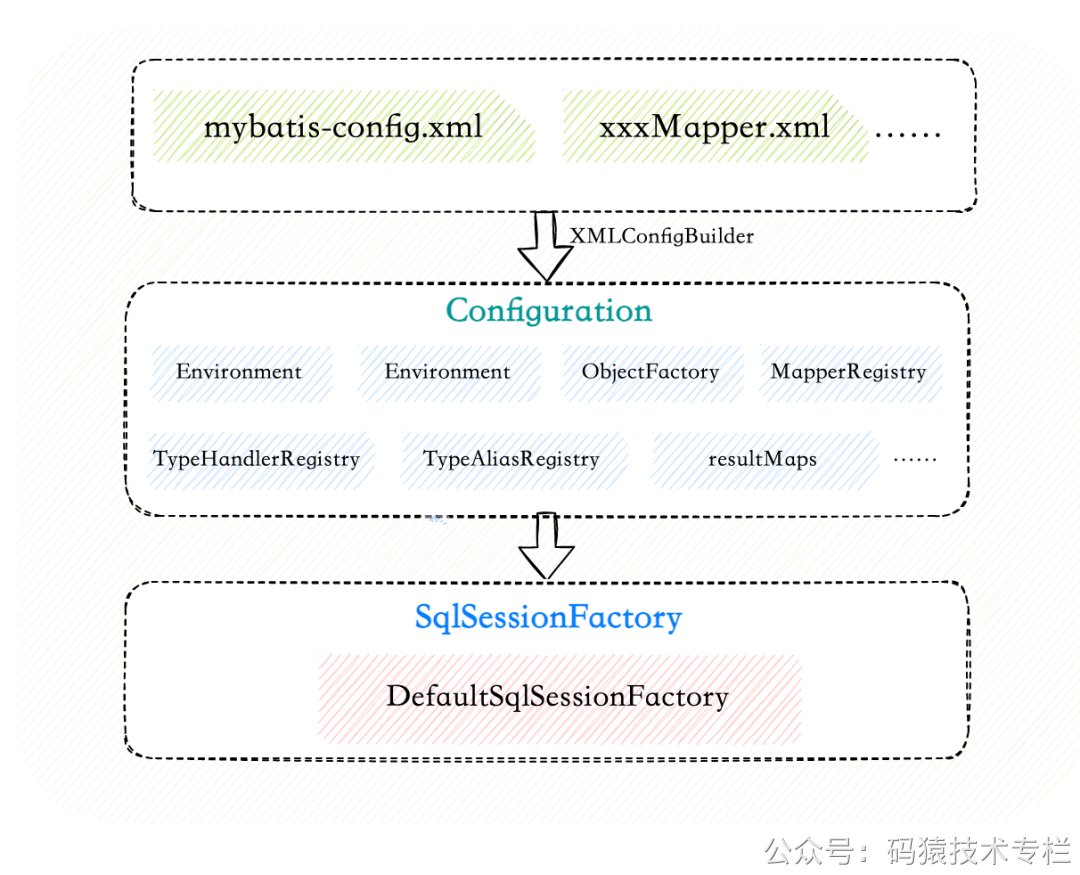 mybatis-config.xml
xxxMapper.xml ……
XMLConfigBuilder
Configuration
Environment Environment ObjectFactory MapperRegistry
TypeHandlerRegistry TypeAliasRegistry resultMaps ……
SqlSessionFactory
DefaultSqlSessionFactory
公众号：码猿技术专栏